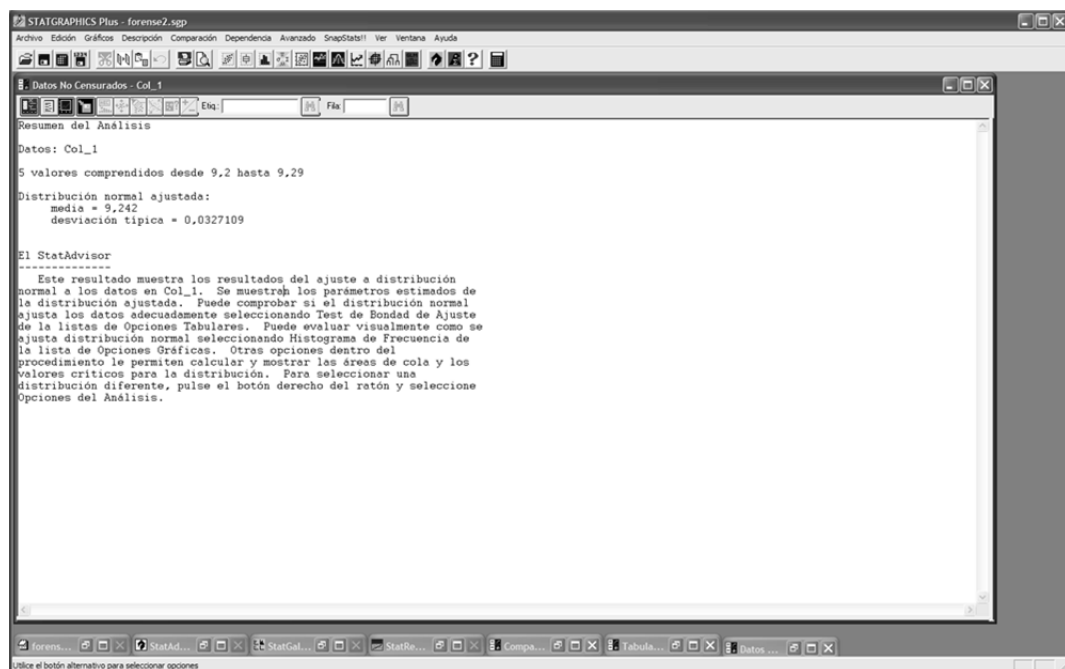 STATGRAPHICS Plus - forense2.sgp
Archivo Edición Gráficos Descripción Comparación Dependencia Avanzado SnapStats!! Ver Ventana Ayuda
Datos No Censurados - Col_1
Etiq.: Fila:
Resumen del Análisis
Datos: Col_1
5 valores comprendidos desde 9,2 hasta 9,29
Distribución normal ajustada:
media = 9,242
desviación típica = 0,0327109
El StatAdvisor
--------------
Este resultado muestra los resultados del ajuste a distribución
normal a los datos en Col_1. Se muestran los parámetros estimados de
la distribución ajustada. Puede comprobar si el distribución normal
ajusta los datos adecuadamente seleccionando Test de Bondad de Ajuste
de la listas de Opciones Tabulares. Puede evaluar visualmente como se
ajusta distribución normal seleccionando Histograma de Frecuencia de
la lista de Opciones Gráficas. Otras opciones dentro del
procedimiento le permiten calcular y mostrar las áreas de cola y los
valores críticos para la distribución. Para seleccionar una
distribución diferente, pulse el botón derecho del ratón y seleccione
Opciones del Análisis.
forens... StatAd... StatGal... StatRe... Compa... Tabula... Datos ...
Utilice el botón alternativo para seleccionar opciones